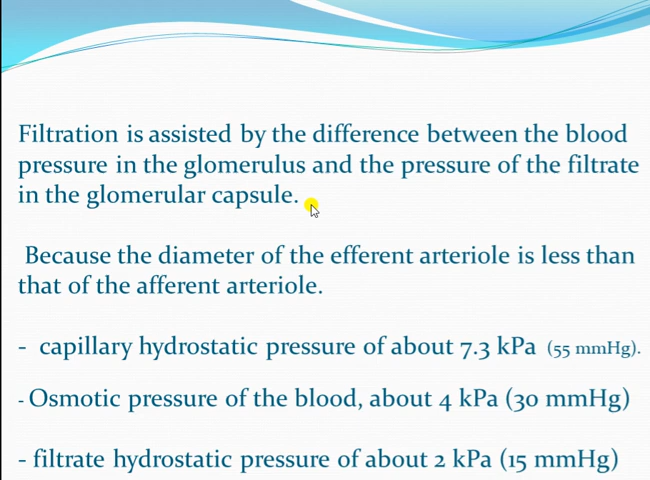 Filtration is assisted by the difference between the blood
pressure in the glomerulus and the pressure of the filtrate
in the glomerular capsule.
Because the diameter of the efferent arteriole is less than
that of the afferent arteriole.
- capillary hydrostatic pressure of about 7.3 kPa (55 mmHg).
- Osmotic pressure of the blood, about 4 kPa (30 mmHg)
- filtrate hydrostatic pressure of about 2 kPa (15 mmHg)